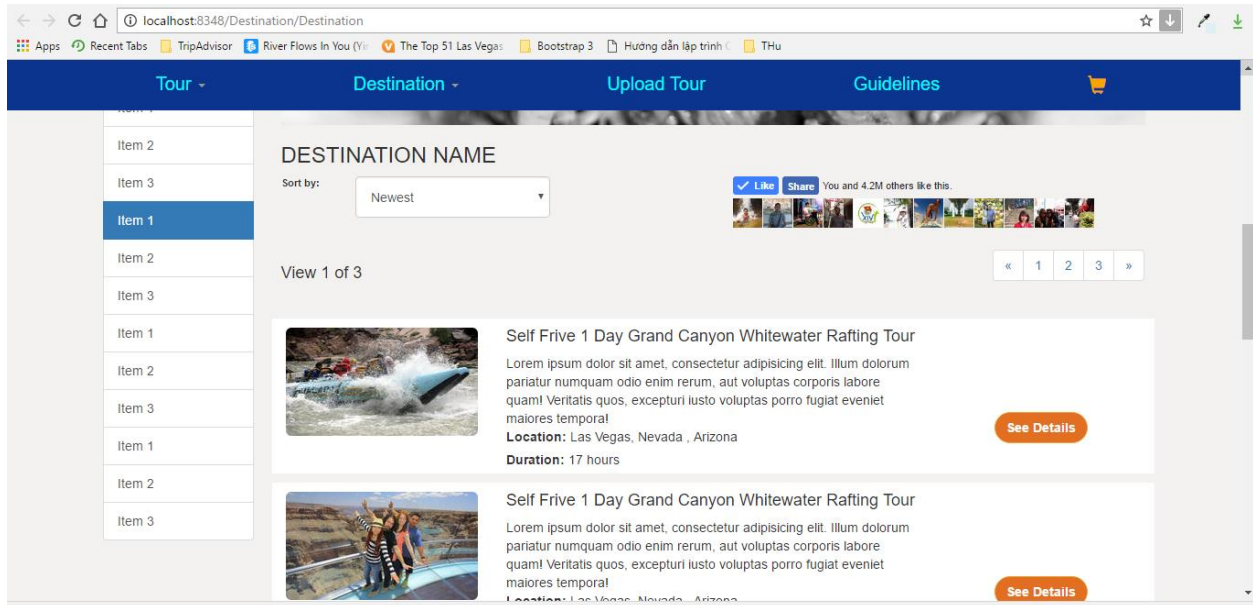 localhost:8348/Destination/Destination
Apps Recent Tabs TripAdvisor River Flows In You (Yir The Top 51 Las Vegas Bootstrap 3 Hướng dẫn lập trình C THu
Tour Destination Upload Tour Guidelines
Item 2
Item 3
Item 1
Item 2
Item 3
Item 1
Item 2
Item 3
Item 1
Item 2
Item 3
DESTINATION NAME
Sort by: Newest
Like Share You and 4.2M others like this.
View 1 of 3
« 1 2 3 »
Self Frive 1 Day Grand Canyon Whitewater Rafting Tour
Lorem ipsum dolor sit amet, consectetur adipisicing elit. Illum dolorum
pariatur numquam odio enim rerum, aut voluptas corporis labore
quam! Veritatis quos, excepturi iusto voluptas porro fugiat eveniet
maiores tempora!
Location: Las Vegas, Nevada , Arizona
Duration: 17 hours
See Details
Self Frive 1 Day Grand Canyon Whitewater Rafting Tour
Lorem ipsum dolor sit amet, consectetur adipisicing elit. Illum dolorum
pariatur numquam odio enim rerum, aut voluptas corporis labore
quam! Veritatis quos, excepturi iusto voluptas porro fugiat eveniet
maiores tempora!
Location: Las Vegas, Nevada , Arizona
See Details